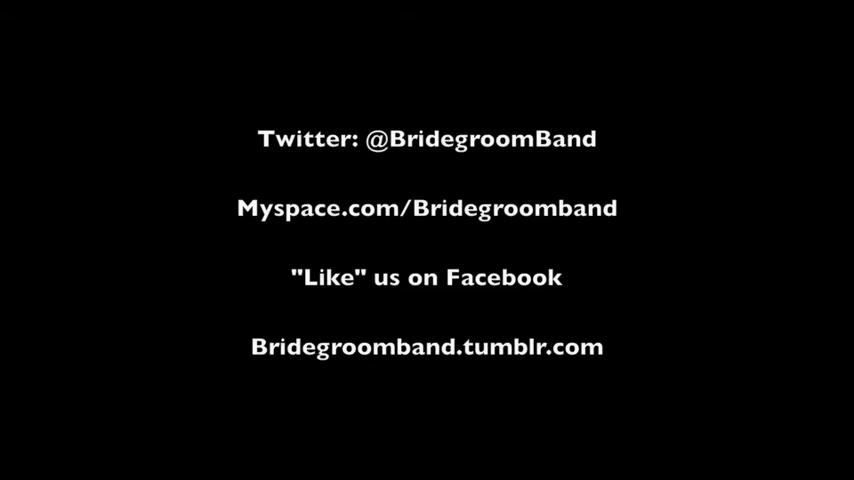 Twitter: @BridegroomBand
Myspace.com/Bridegroomband
"Like" us on Facebook
Bridegroomband.tumblr.com